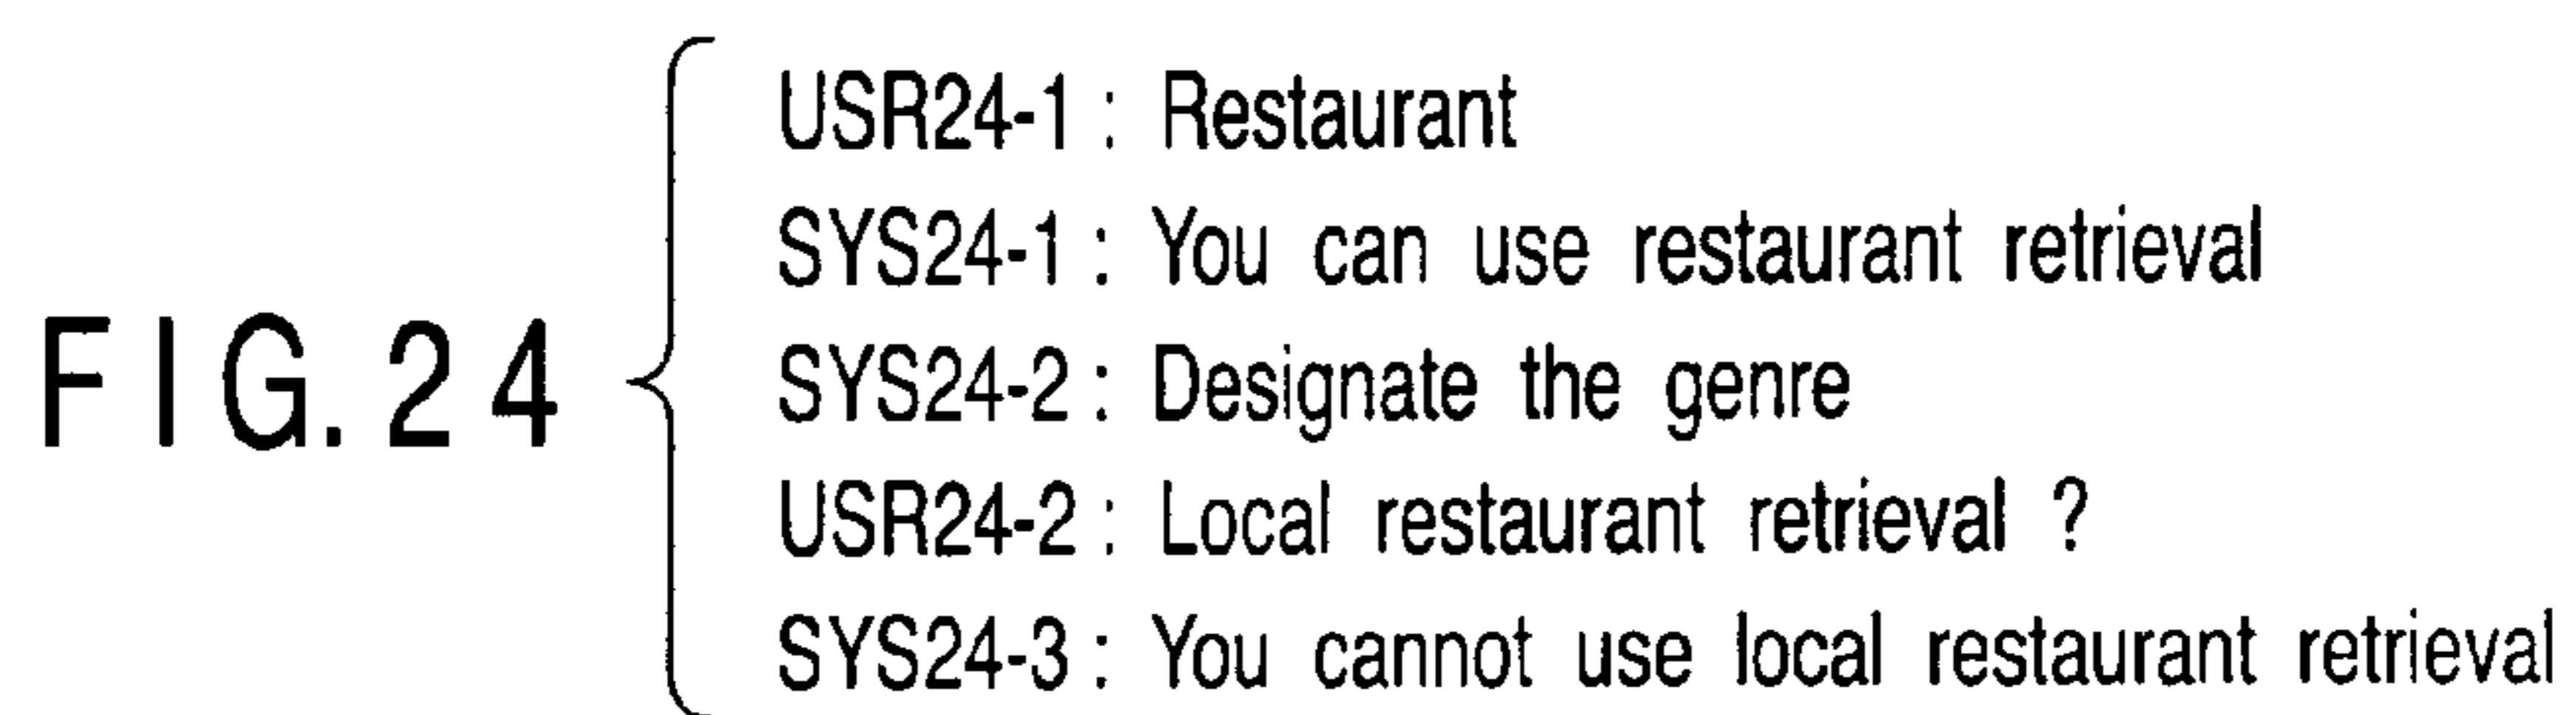 FIG.24
USR24-1 : Restaurant
SYS24-1 : You can use restaurant retrieval
SYS24-2 : Designate the genre
USR24-2 : Local restaurant retrieval ?
SYS24-3 : You cannot use local restaurant retrieval